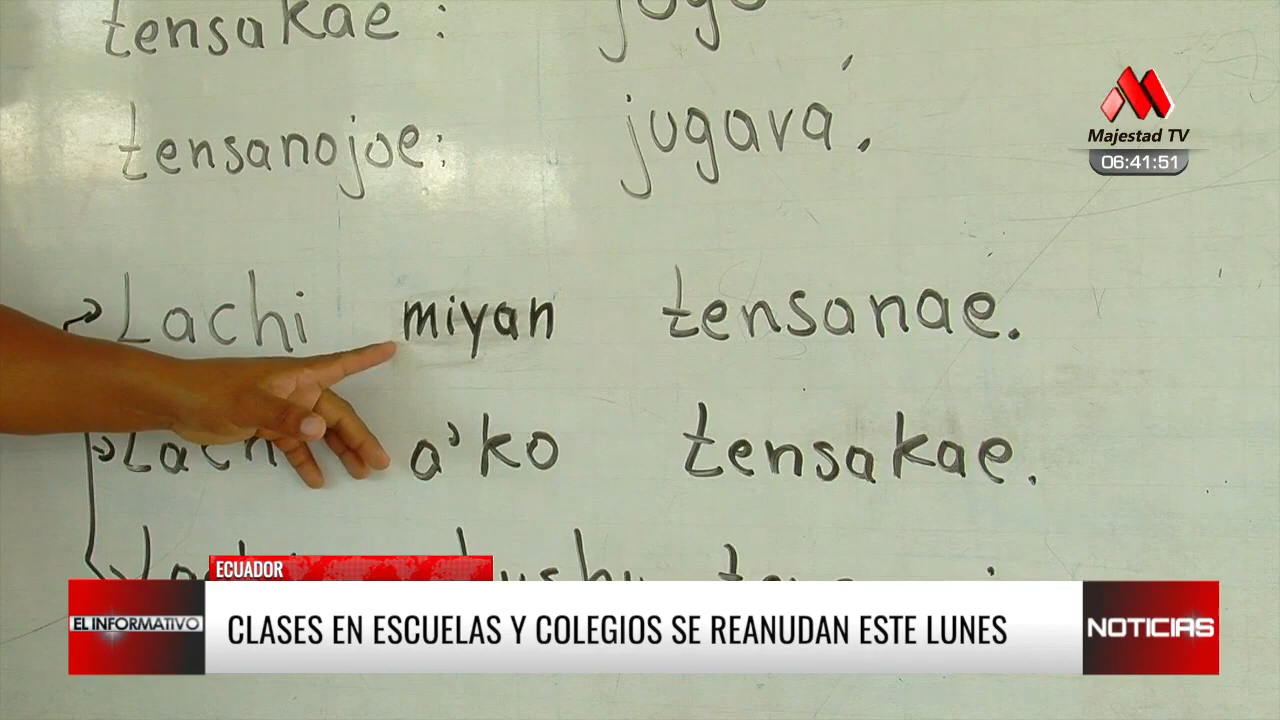 tensakae:
tensanojoe: jugará.
Majestad TV
06:41:51
Lachi miyan tensanae.
a'ko tensakae.
ECUADOR
EL INFORMATIVO CLASES EN ESCUELAS Y COLEGIOS SE REANUDAN ESTE LUNES NOTICIAS